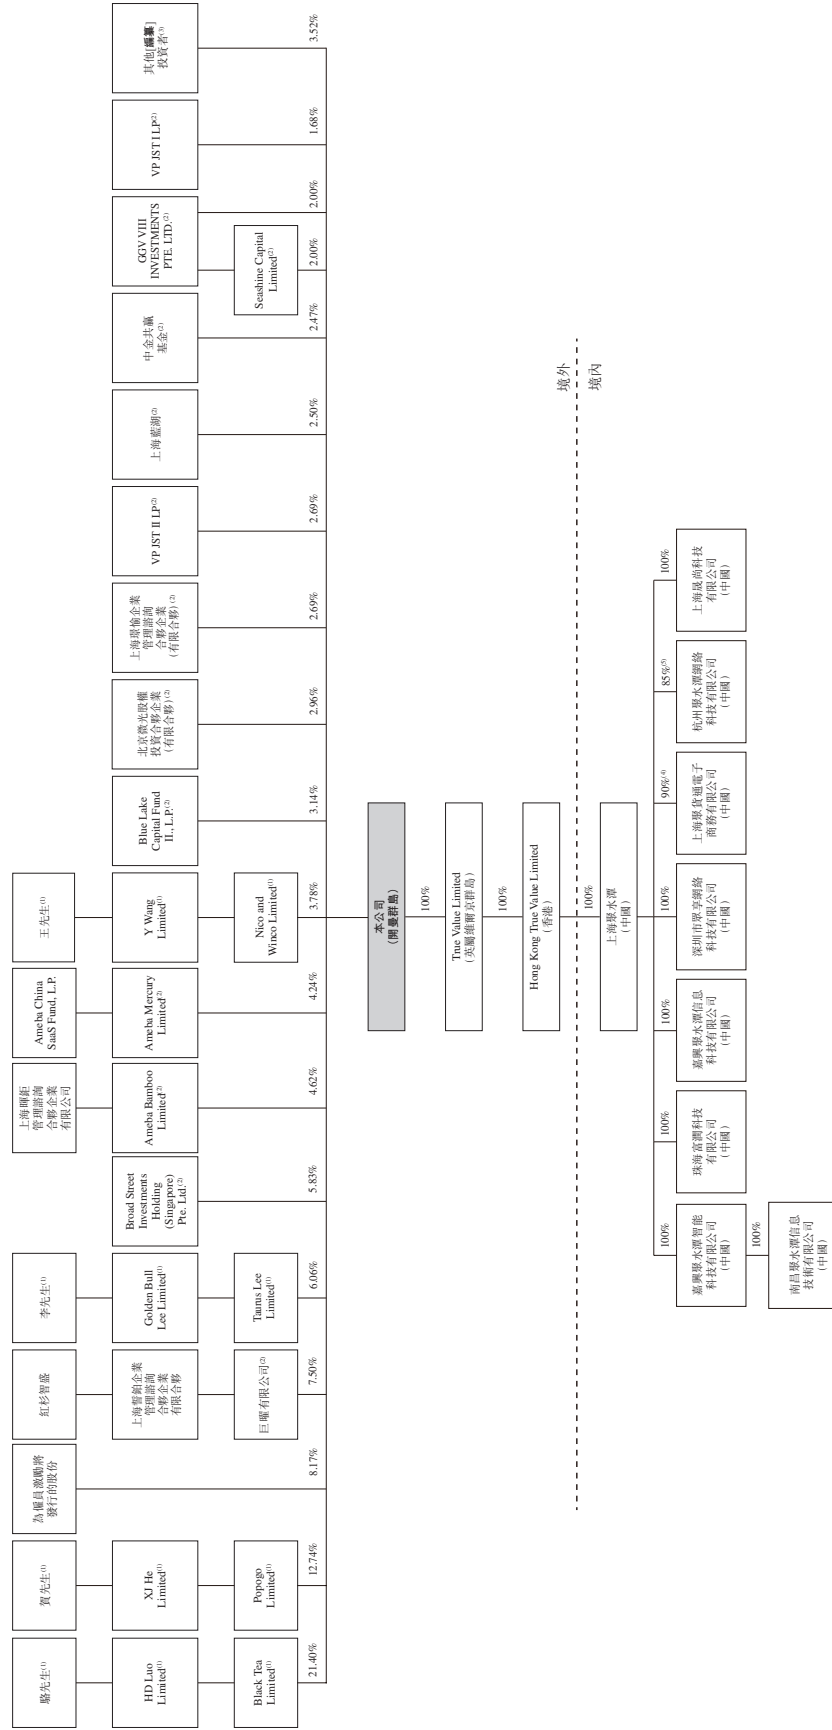 駱先生(1)
HD Luo
Limited(1)
Black Tea
Limited(1)
21.40%
賀先生(1)
XJ He
Limited(1)
Popogo
Limited(1)
12.74%
為僱員激勵將
發行的股份
8.17%
紅杉智盛
上海誓鉑企業
管理諮詢
合夥企業
有限合夥
巨曜有限公司(2)
7.50%
李先生(1)
Golden Bull
Lee Limited(1)
Taurus Lee
Limited(1)
6.06%
Broad Street
Investments
Holding
(Singapore)
Pte. Ltd.(2)
5.83%
上海暉鉅
管理諮詢
合夥企業
有限公司
Ameba Bamboo
Limited(2)
4.62%
Ameba China
SaaS Fund, L.P.
Ameba Mercury
Limited(2)
4.24%
王先生(1)
Y Wang
Limited(1)
Nico and
Winco Limited(1)
3.78%
Blue Lake
Capital Fund
II., L.P.(2)
3.14%
北京微光股權
投資合夥企業
(有限合夥)(2)
2.96%
上海璟愉企業
管理諮詢
合夥企業
(有限合夥)(2)
2.69%
VP JST II LP(2)
2.69%
上海藍湖(2)
2.50%
中金共贏
基金(2)
2.47%
GGV VIII
INVESTMENTS
PTE. LTD.(2)
Seashine Capital
Limited(2)
2.00%
2.00%
VP JST I LP(2)
1.68%
其他[編纂]
投資者(3)
3.52%
本公司
(開曼群島)
100%
True Value Limited
(英屬維爾京群島)
100%
Hong Kong True Value Limited
(香港)
境外
境內
100%
上海聚水潭
(中國)
100%
嘉興聚水潭智能
科技有限公司
(中國)
100%
南昌聚水潭信息
技術有限公司
(中國)
100%
珠海富潤科技
有限公司
(中國)
100%
嘉興聚水潭信息
科技有限公司
(中國)
100%
深圳市眾享網絡
科技有限公司
(中國)
90%(4)
上海聚貨通電子
商務有限公司
(中國)
85%(5)
杭州聚水潭網絡
科技有限公司
(中國)
100%
上海晟尚科技
有限公司
(中國)